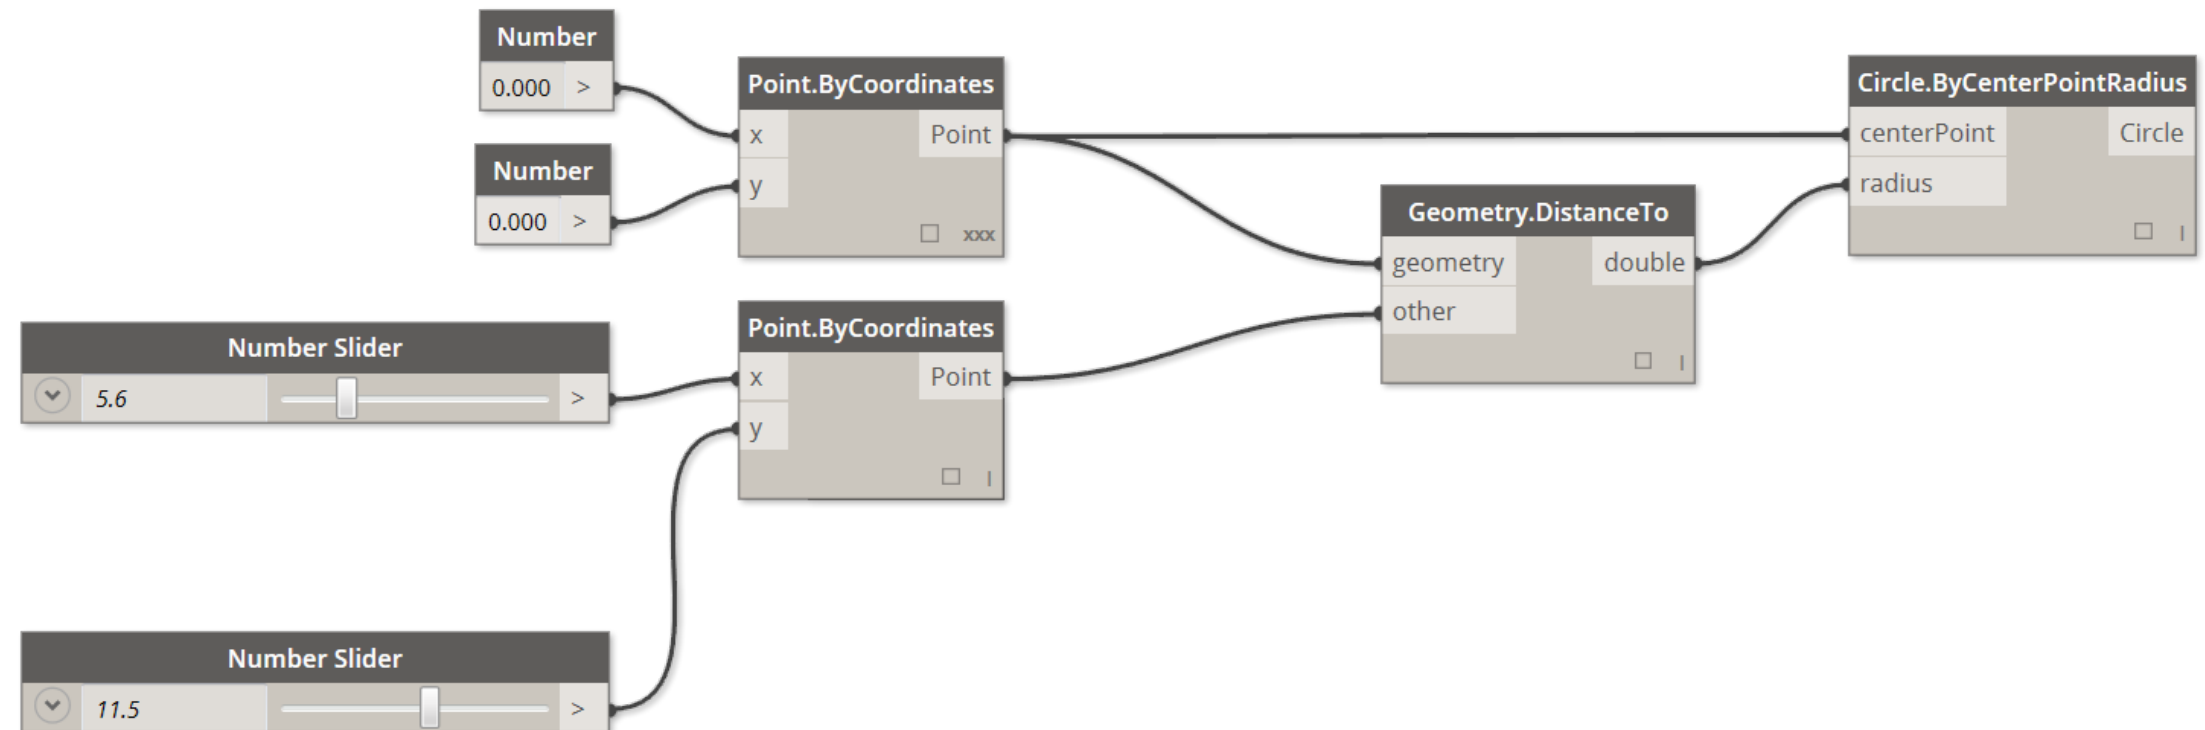 Number
0.000 >
Number
0.000 >
Point.ByCoordinates
x Point
y
xxx
Circle.ByCenterPointRadius
centerPoint Circle
radius
I
Geometry.DistanceTo
geometry double
other
I
Number Slider
5.6 >
Point.ByCoordinates
x Point
y
I
Number Slider
11.5 >